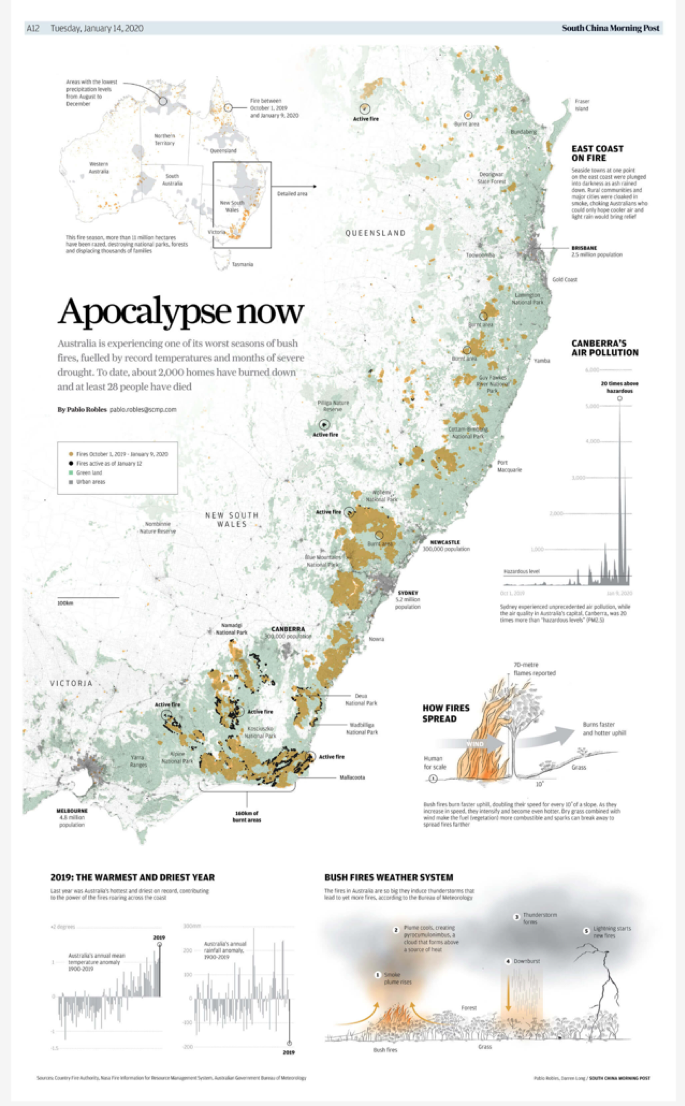 A12 Tuesday, January 14, 2020
South China Morning Post
Areas with the lowest
precipitation levels
from August to
December
Fire between
October 1, 2019
and January 9, 2020
Northern
Territory
Queensland
Western
Australia
South
Australia
New South
Wales
Victoria
Tasmania
Detailed area
This fire season, more than 11 million hectares
have been razed, destroying national parks, forests
and displacing thousands of families
Apocalypse now
Australia is experiencing one of its worst seasons of bush
fires, fuelled by record temperatures and months of severe
drought. To date, about 2,000 homes have burned down
and at least 28 people have died
By Pablo Robles pablo.robles@scmp.com
Fires October 1, 2019 - January 9, 2020
Fires active as of January 12
Green land
Urban areas
100km
Active fire
Burnt area
Bundaberg
Fraser
Island
State Forest
QUEENSLAND
Toowoomba
BRISBANE
2.5 million population
Gold Coast
Lamington
National Park
Burnt area
Burnt area
Yamba
Guy Fawkes
River National
Park
Pilliga Nature
Reserve
Active fire
National Park
Port
Macquarie
Wollemi
National Park
Active fire
Burnt area
NEW SOUTH
WALES
Nature Reserve
Blue Mountains
National Park
NEWCASTLE
300,000 population
SYDNEY
5.2 million
population
Namadgi
National Park
CANBERRA
Nowra
VICTORIA
Deua
National Park
Wadbilliga
National Park
Active fire
Active fire
Kosciuszko
National Park
Yarra
Ranges
Alpine
National Park
Active fire
Mallacoota
160km of
burnt areas
MELBOURNE
4.8 million
population
EAST COAST
ON FIRE
Seaside towns at one point
on the east coast were plunged
into darkness as ash rained
down. Rural communities and
major cities were cloaked in
smoke, choking Australians who
could only hope cooler air and
light rain would bring relief
CANBERRA'S
AIR POLLUTION
6,000
20 times above
hazardous
5,000
4,000
3,000
2,000
1,000
Hazardous level
Oct 1, 2019
Jan 9, 2020
Sydney experienced unprecedented air pollution, while
the air quality in Australia's capital, Canberra, was 20
times more than "hazardous levels" (PM2.5)
HOW FIRES
SPREAD
70-metre
flames reported
WIND
Burns faster
and hotter uphill
Human
for scale
Grass
10°
Bush fires burn faster uphill, doubling their speed for every 10° of a slope. As they
increase in speed, they intensify and become even hotter. Dry grass combined with
wind make the fuel (vegetation) more combustible and sparks can break away to
spread fires farther
2019: THE WARMEST AND DRIEST YEAR
Last year was Australia's hottest and driest on record, contributing
to the power of the fires roaring across the coast
2019
Australia's annual mean
temperature anomaly
1900-2019
Australia's annual
rainfall anomaly,
1900-2019
2019
BUSH FIRES WEATHER SYSTEM
The fires in Australia are so big they induce thunderstorms that
lead to yet more fires, according to the Bureau of Meteorology
1 Smoke
plume rises
2 Plume cools, creating
pyrocumulonimbus, a
cloud that forms above
a source of heat
3 Thunderstorm
forms
4 Downburst
5 Lightning starts
new fires
Forest
Bush fires
Grass
Sources: Country Fire Authority, Nasa Fire Information for Resource Management System, Australian Government Bureau of Meteorology
Pablo Robles, Darren Long / SOUTH CHINA MORNING POST